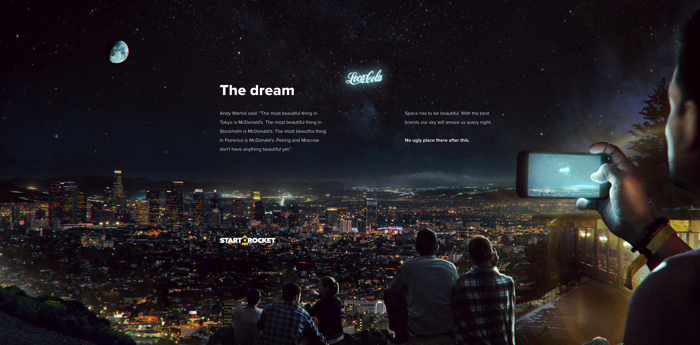 Loca Cola
The dream
Andy Warhol said: "The most beautiful thing in
Tokyo is McDonald's. The most beautiful thing in
Stockholm is McDonald's. The most beautiful thing
in Florence is McDonald's. Peking and Moscow
don't have anything beautiful yet."
Space has to be beautiful. With the best
brands our sky will amaze us every night.
No ugly place there after this.
START ROCKET